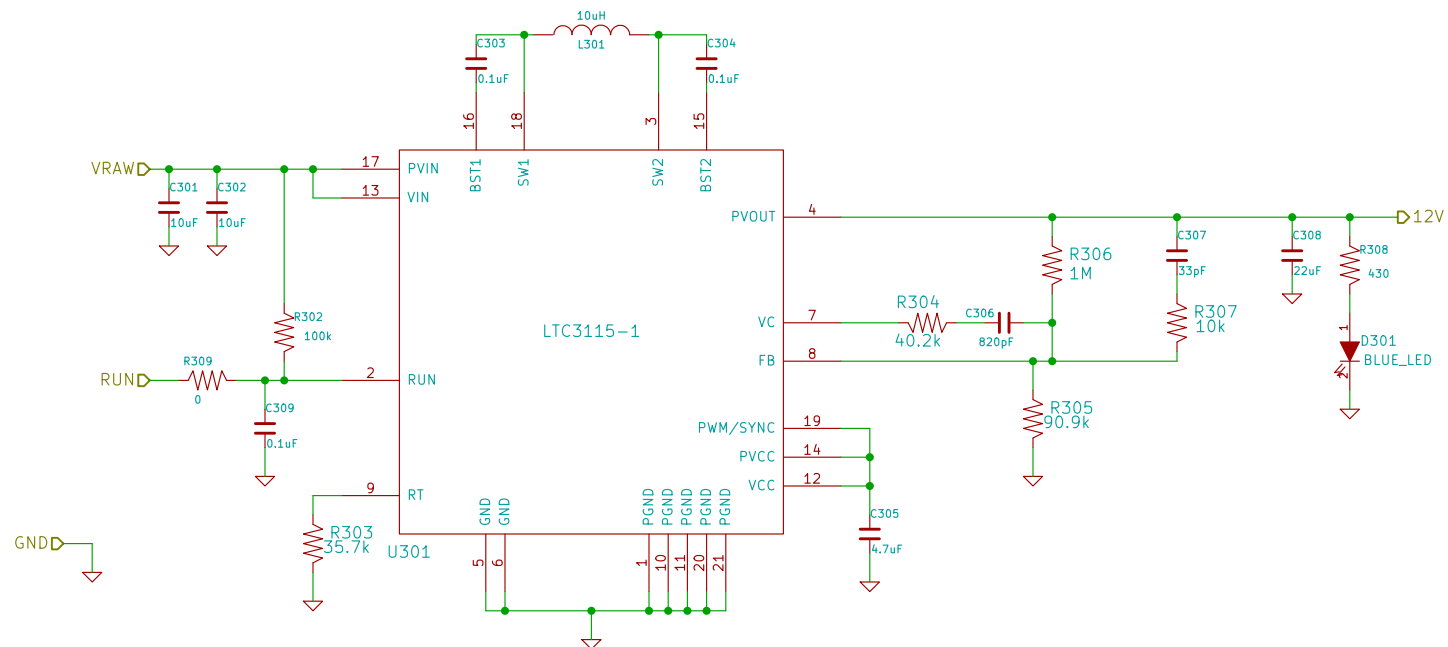 10uH
L301
C303
0.1uF
C304
0.1uF
16
18
3
15
BST1
SW1
SW2
BST2
VRAW
17
PVIN
13
VIN
C301
10uF
C302
10uF
PVOUT
4
12V
R306
1M
C307
33pF
C308
22uF
R308
430
R302
100k
LTC3115-1
VC
7
R304
40.2k
C306
820pF
R307
10k
FB
8
1
D301
BLUE_LED
2
RUN
R309
0
2
RUN
C309
0.1uF
R305
90.9k
PWM/SYNC
19
PVCC
14
VCC
12
C305
4.7uF
9
RT
R303
35.7k
GND
GND
PGND
PGND
PGND
PGND
PGND
U301
5
6
1
10
11
20
21
GND